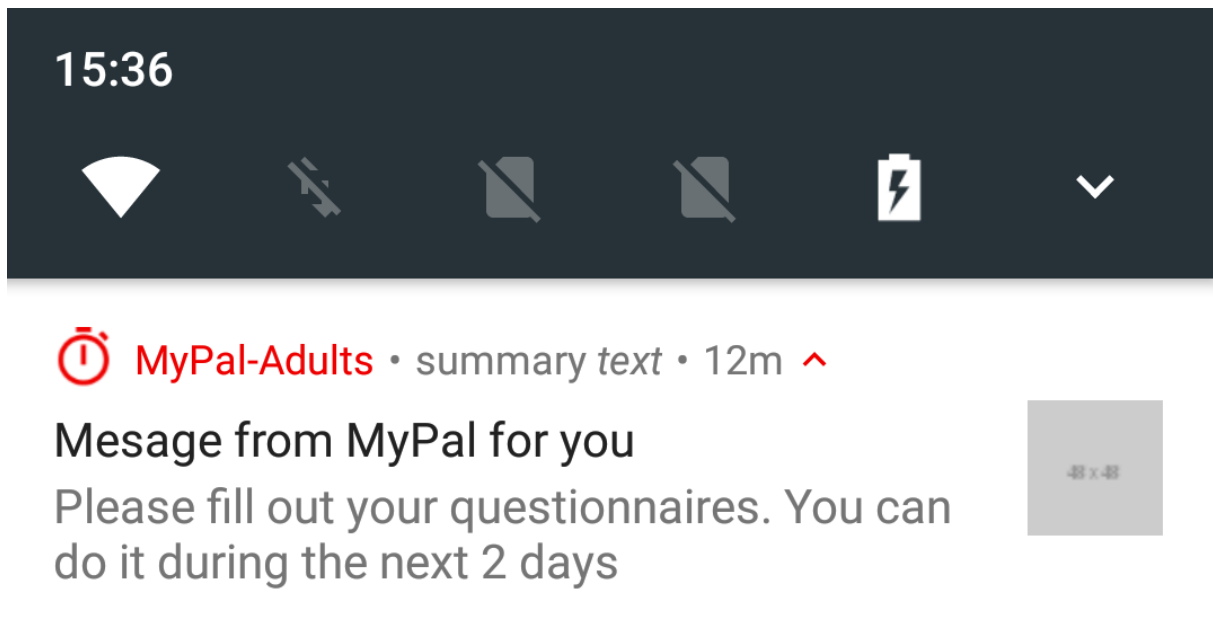 15:36
MyPal-Adults • summary text • 12m
Mesage from MyPal for you
48 x 48
Please fill out your questionnaires. You can
do it during the next 2 days